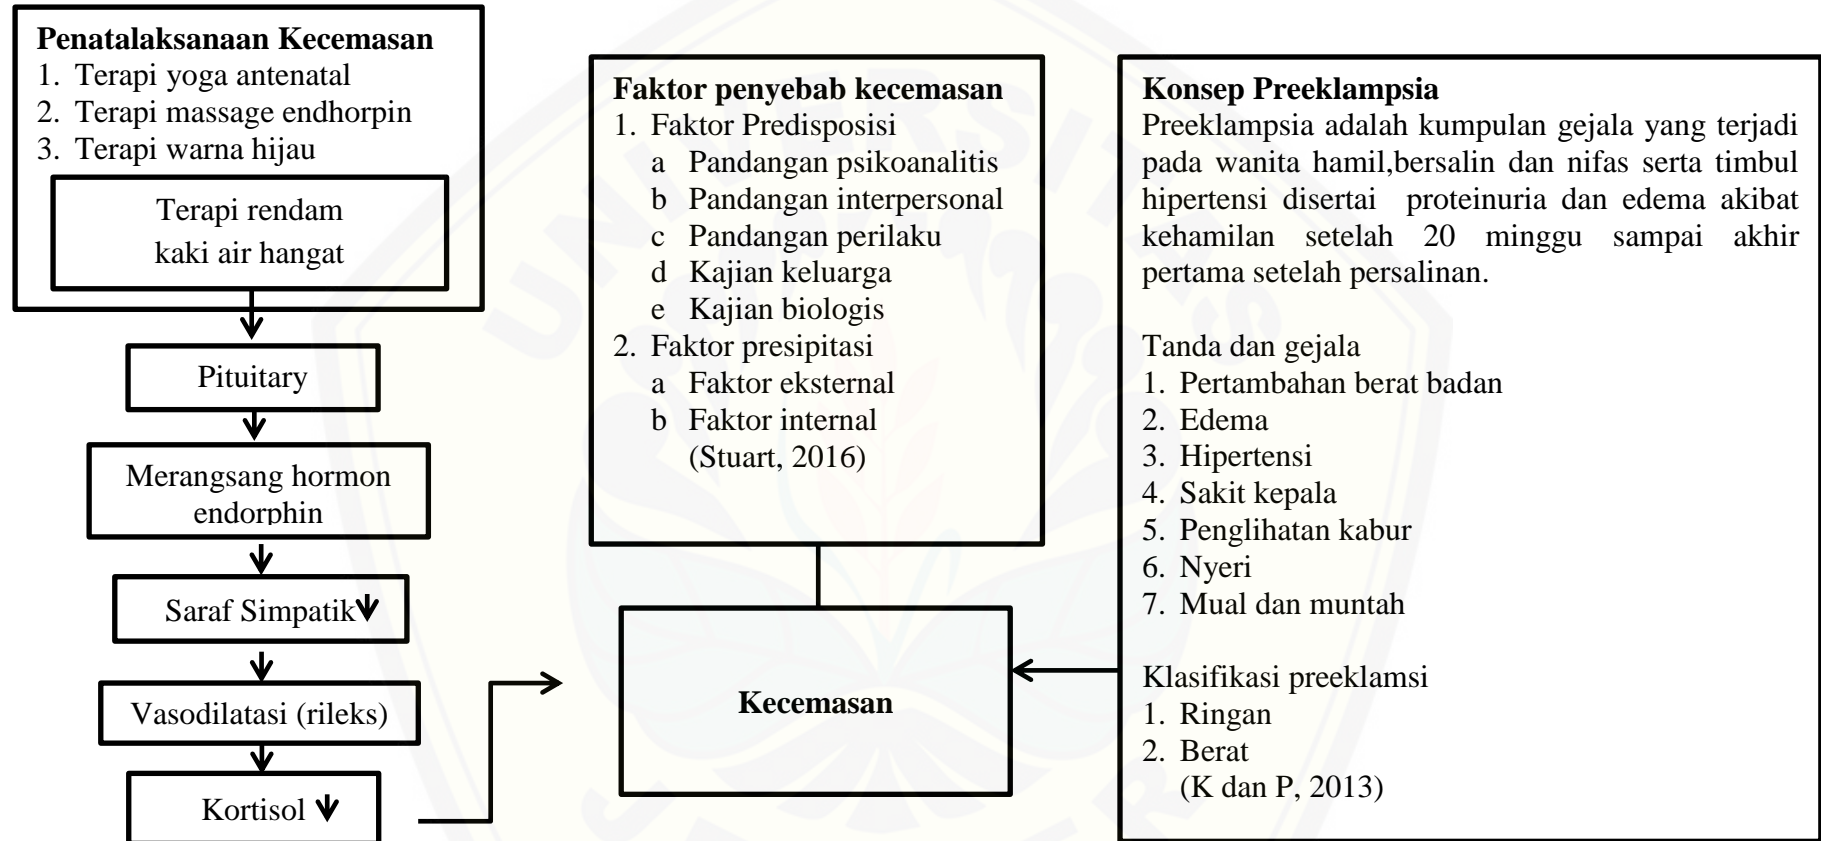 Penatalaksanaan Kecemasan
1. Terapi yoga antenatal
2. Terapi massage endhorpin
3. Terapi warna hijau
Terapi rendam
kaki air hangat
Pituitary
Merangsang hormon
endorphin
Saraf Simpatik
Vasodilatasi (rileks)
Kortisol
Faktor penyebab kecemasan
1. Faktor Predisposisi
a Pandangan psikoanalitis
b Pandangan interpersonal
c Pandangan perilaku
d Kajian keluarga
e Kajian biologis
2. Faktor presipitasi
a Faktor eksternal
b Faktor internal
(Stuart, 2016)
Kecemasan
Konsep Preeklampsia
Preeklampsia adalah kumpulan gejala yang terjadi
pada wanita hamil,bersalin dan nifas serta timbul
hipertensi disertai proteinuria dan edema akibat
kehamilan setelah 20 minggu sampai akhir
pertama setelah persalinan.
Tanda dan gejala
1. Pertambahan berat badan
2. Edema
3. Hipertensi
4. Sakit kepala
5. Penglihatan kabur
6. Nyeri
7. Mual dan muntah
Klasifikasi preeklamsi
1. Ringan
2. Berat
(K dan P, 2013)
UNIVERSITAS